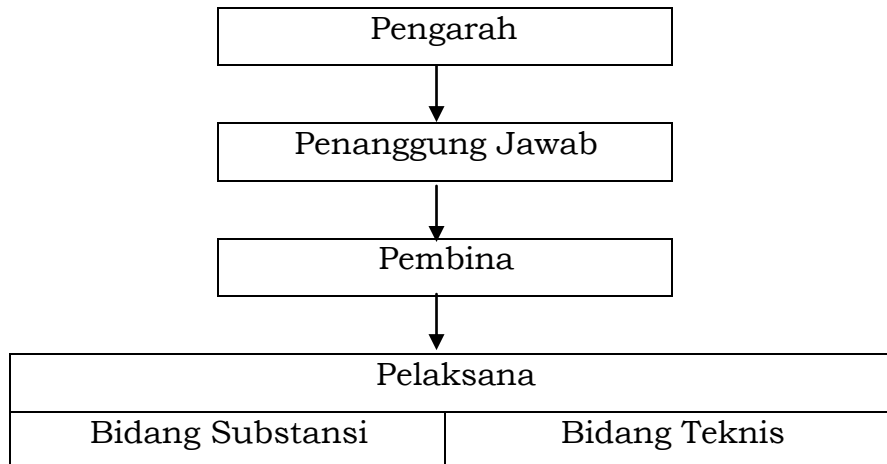 Pengarah
Penanggung Jawab
Pembina
Pelaksana
Bidang Substansi
Bidang Teknis